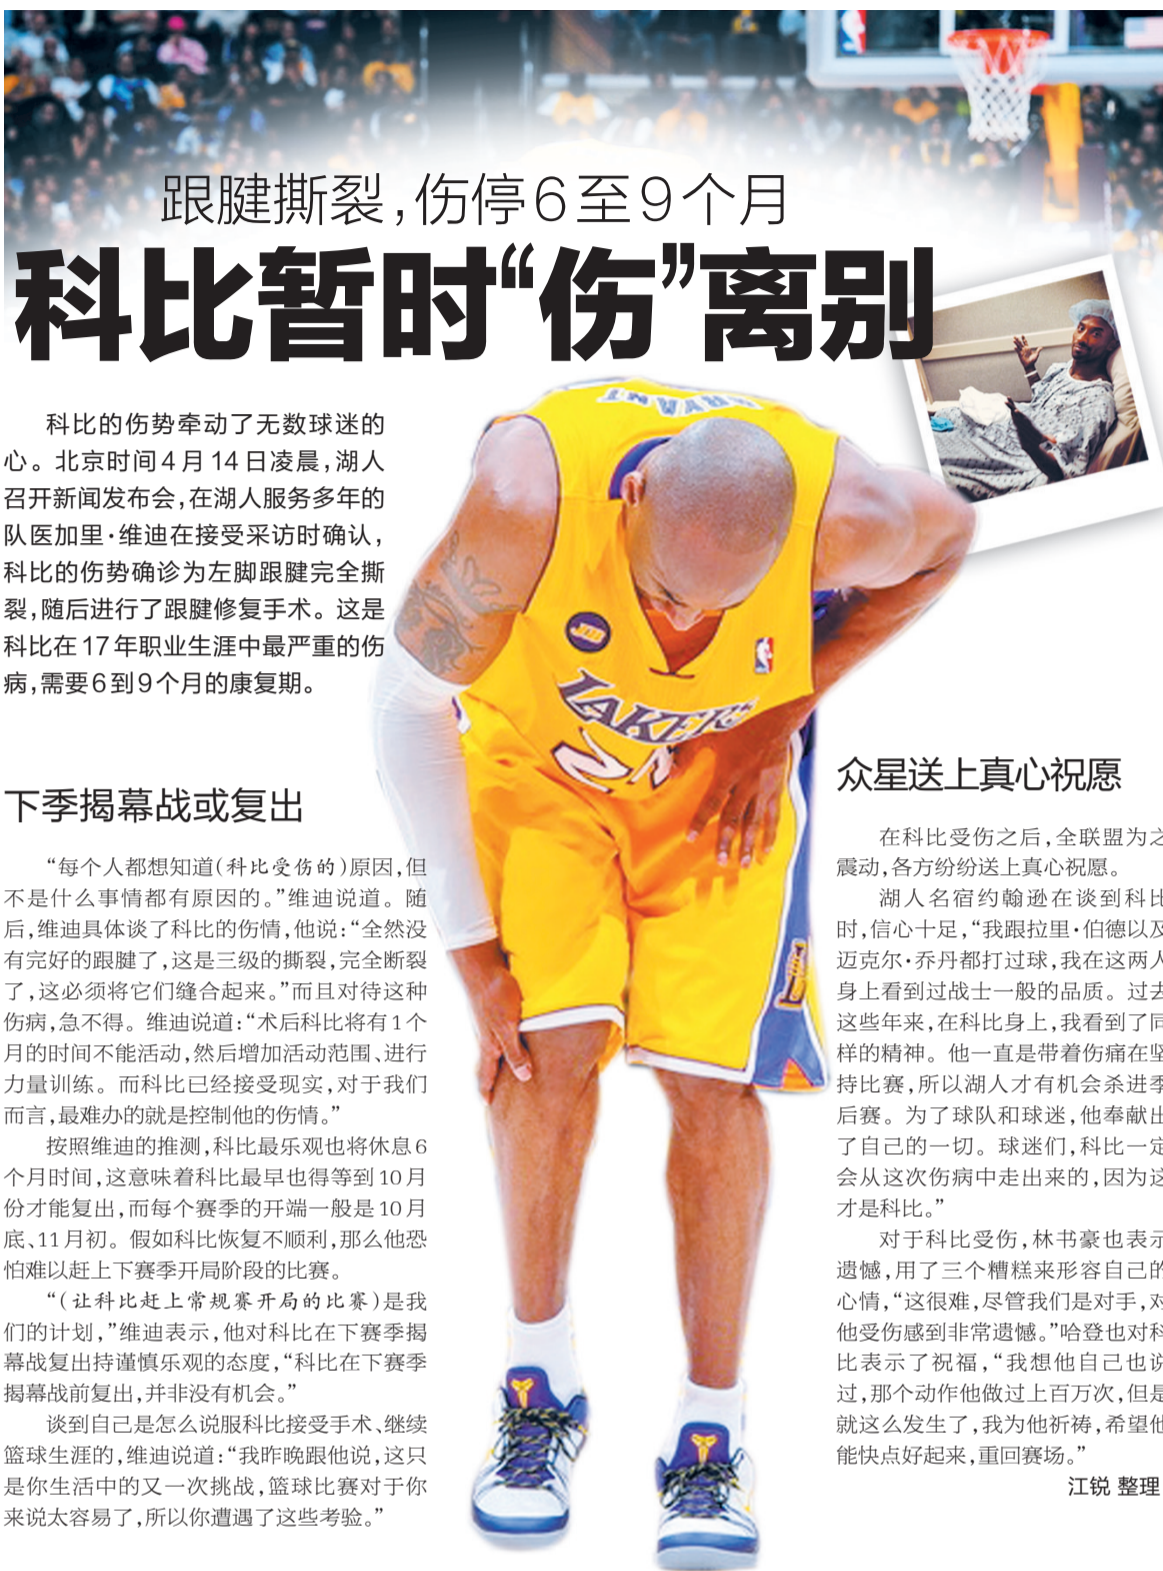 跟腱撕裂,伤停6至9个月
科比暂时“伤”离别
科比的伤势牵动了无数球迷的
心。北京时间4月14日凌晨,湖人
召开新闻发布会,在湖人服务多年的
队医加里·维迪在接受采访时确认,
科比的伤势确诊为左脚跟腱完全撕
裂,随后进行了跟腱修复手术。这是
科比在17年职业生涯中最严重的伤
病,需要6到9个月的康复期。
下季揭幕战或复出
“每个人都想知道(科比受伤的)原因,但
不是什么事情都有原因的。”维迪说道。随
后,维迪具体谈了科比的伤情,他说:“全然没
有完好的跟腱了,这是三级的撕裂,完全断裂
了,这必须将它们缝合起来。”而且对待这种
伤病,急不得。维迪说道:“术后科比将有1个
月的时间不能活动,然后增加活动范围、进行
力量训练。而科比已经接受现实,对于我们
而言,最难办的就是控制他的伤情。”
按照维迪的推测,科比最乐观也将休息6
个月时间,这意味着科比最早也得等到10月
份才能复出,而每个赛季的开端一般是10月
底、11月初。假如科比恢复不顺利,那么他恐
怕难以赶上下赛季开局阶段的比赛。
“(让科比赶上常规赛开局的比赛)是我
们的计划,”维迪表示,他对科比在下赛季揭
幕战复出持谨慎乐观的态度,“科比在下赛季
揭幕战前复出,并非没有机会。”
谈到自己是怎么说服科比接受手术、继续
篮球生涯的,维迪说道:“我昨晚跟他说,这只
是你生活中的又一次挑战,篮球比赛对于你
来说太容易了,所以你遭遇了这些考验。”
BRYANT
JHB
LAKERS
众星送上真心祝愿
在科比受伤之后,全联盟为之
震动,各方纷纷送上真心祝愿。
湖人名宿约翰逊在谈到科比
时,信心十足,“我跟拉里·伯德以及
迈克尔·乔丹都打过球,我在这两人
身上看到过战士一般的品质。过去
这些年来,在科比身上,我看到了同
样的精神。他一直是带着伤痛在坚
持比赛,所以湖人才有机会杀进季
后赛。为了球队和球迷,他奉献出
了自己的一切。球迷们,科比一定
会从这次伤病中走出来的,因为这
才是科比。”
对于科比受伤,林书豪也表示
遗憾,用了三个糟糕来形容自己的
心情,“这很难,尽管我们是对手,对
他受伤感到非常遗憾。”哈登也对科
比表示了祝福,“我想他自己也说
过,那个动作他做过上百万次,但是
就这么发生了,我为他祈祷,希望他
能快点好起来,重回赛场。”
江锐 整理